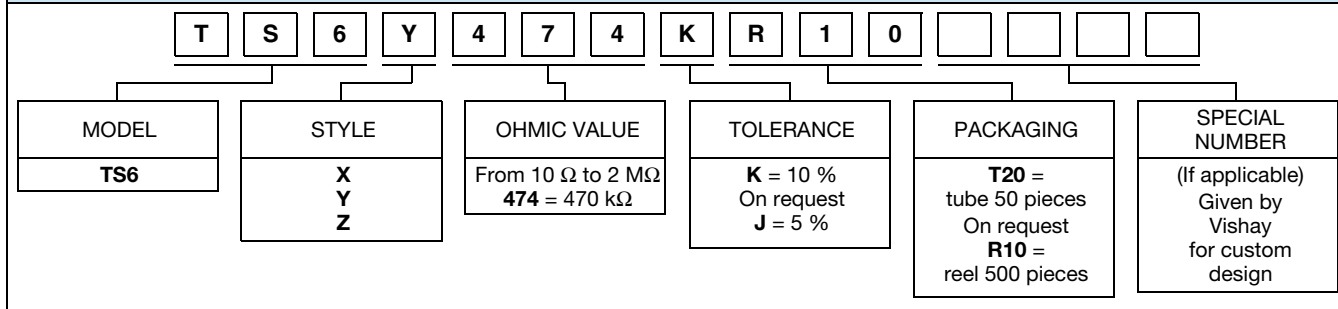 T S 6 Y 4 7 4 K R 1 0
MODEL
TS6
STYLE
X
Y
Z
OHMIC VALUE
From 10 Ω to 2 MΩ
474 = 470 kΩ
TOLERANCE
K = 10 %
On request
J = 5 %
PACKAGING
T20 =
tube 50 pieces
On request
R10 =
reel 500 pieces
SPECIAL
NUMBER
(If applicable)
Given by
Vishay
for custom
design